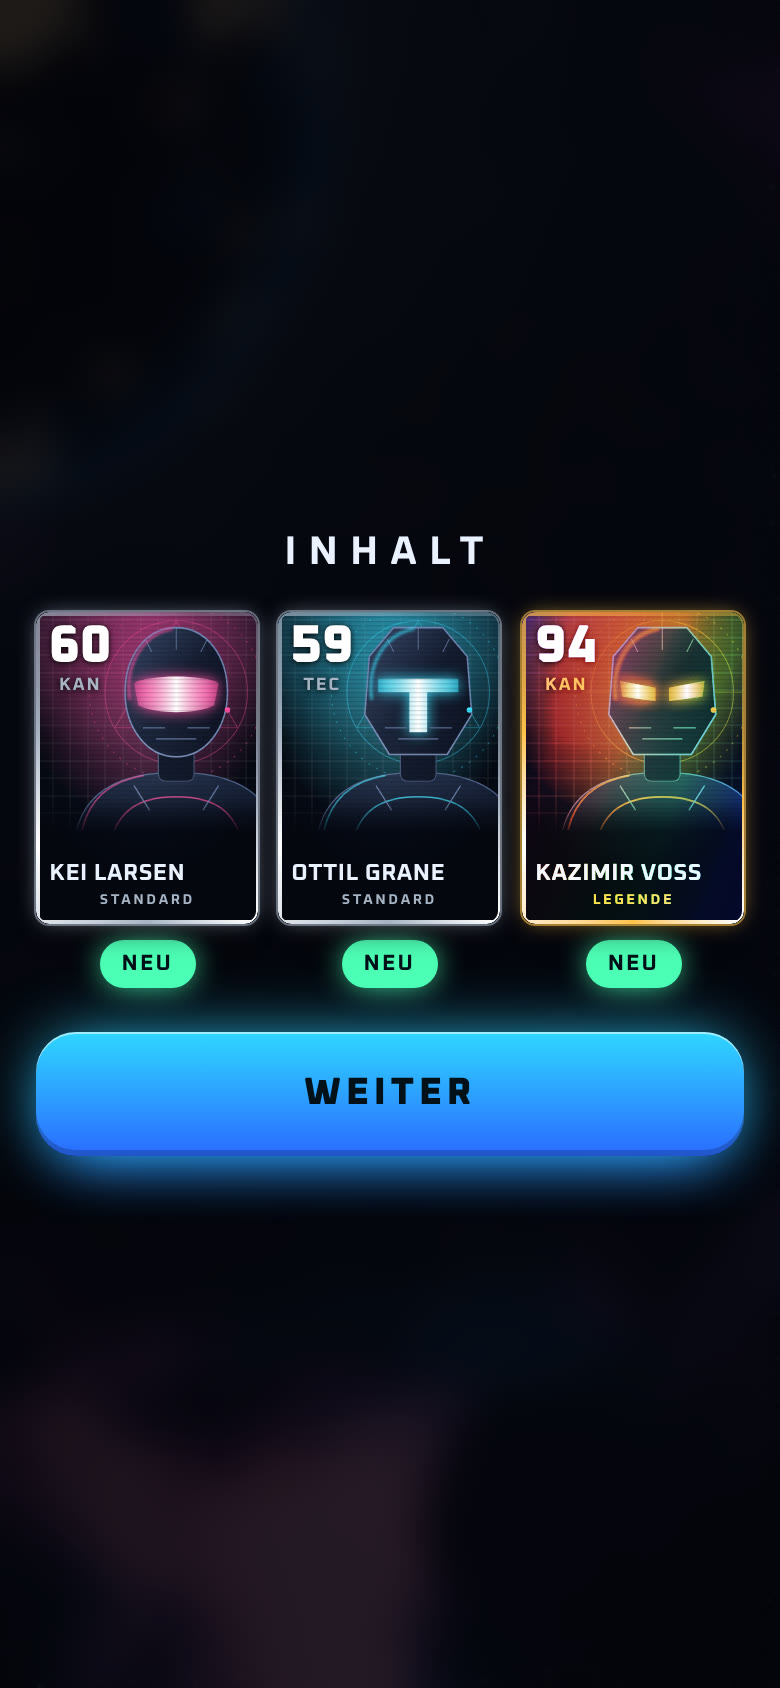 INHALT
60
KAN
KEI LARSEN
STANDARD
NEU
59
TEC
OTTIL GRANE
STANDARD
NEU
94
KAN
KAZIMIR VOSS
LEGENDE
NEU
WEITER